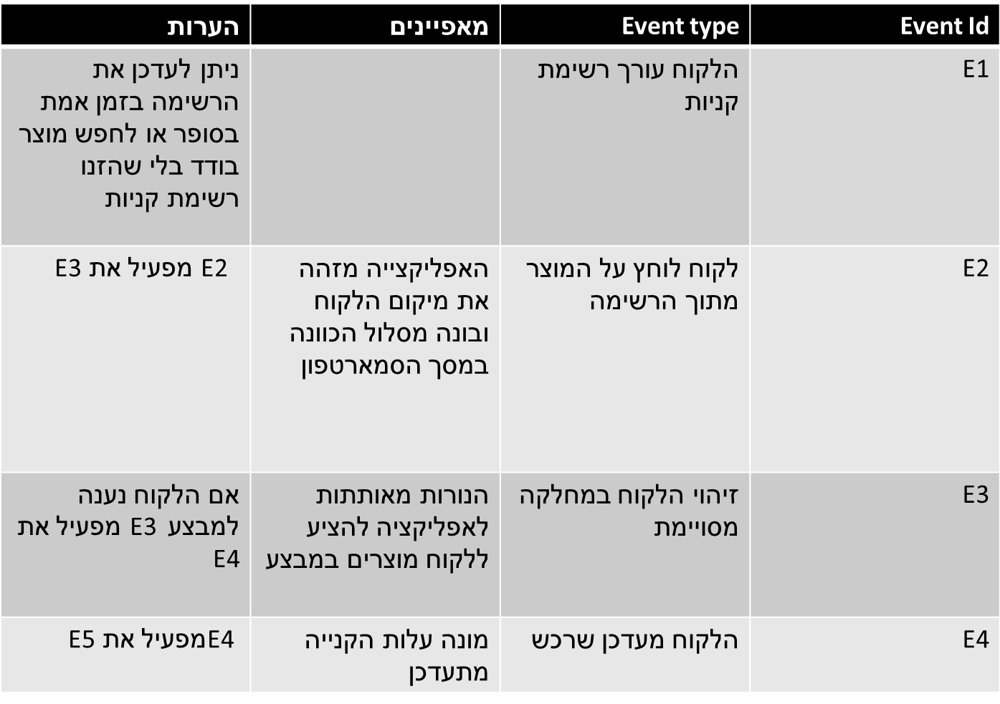 Event Id
Event type
מאפיינים
הערות
E1
הלקוח עורך רשימת
קניות
ניתן לעדכן את
הרשימה בזמן אמת
בסופר או לחפש מוצר
בודד בלי שהזנו
רשימת קניות
E2
לקוח לוחץ על המוצר
מתוך הרשימה
האפליקצייה מזהה
את מיקום הלקוח
ובונה מסלול הכוונה
במסך הסמארטפון
E2 מפעיל את E3
E3
זיהוי הלקוח במחלקה
מסויימת
הנורות מאותתות
לאפליקציה להציע
ללקוח מוצרים במבצע
אם הלקוח נענה
למבצע E3 מפעיל את
E4
E4
הלקוח מעדכן שרכש
מונה עלות הקנייה
מתעדכן
E4מפעיל את E5